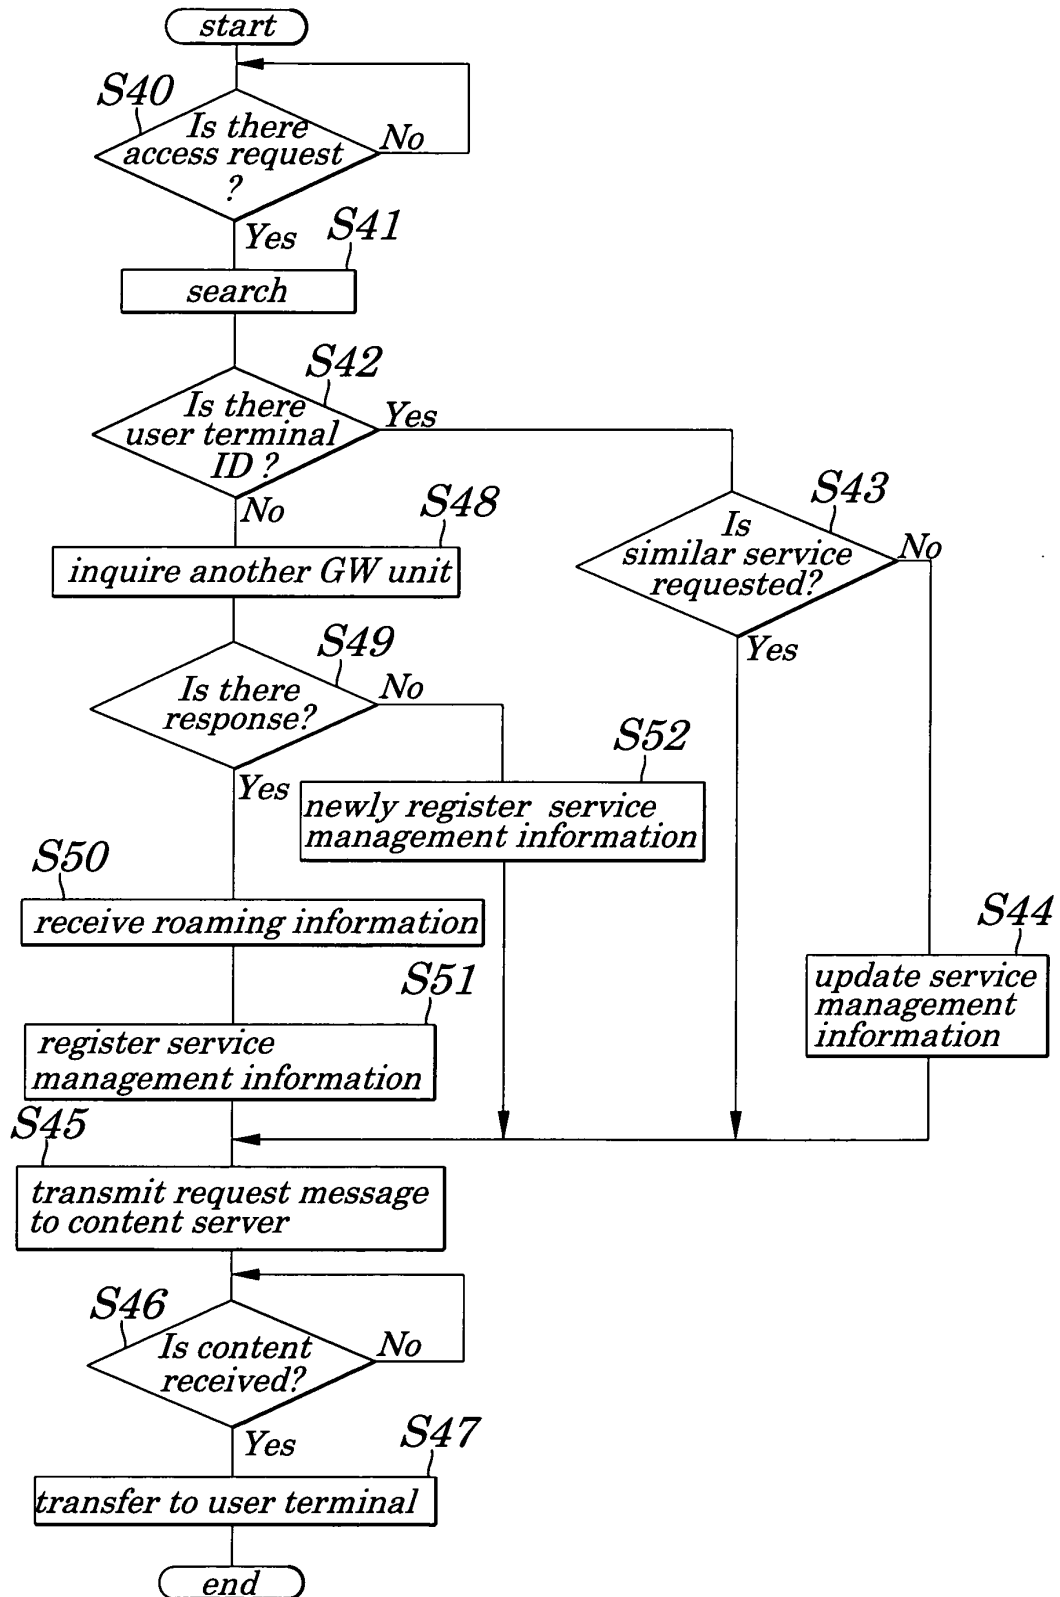 start
S40
Is there
access request
?
No
Yes
S41
search
S42
Is there
user terminal
ID ?
Yes
No
S43
Is
similar service
requested?
No
Yes
S48
inquire another GW unit
S49
Is there
response?
No
Yes
S52
newly register service
management information
S50
receive roaming information
S44
update service
management
information
S51
register service
management information
S45
transmit request message
to content server
S46
Is content
received?
No
Yes
S47
transfer to user terminal
end